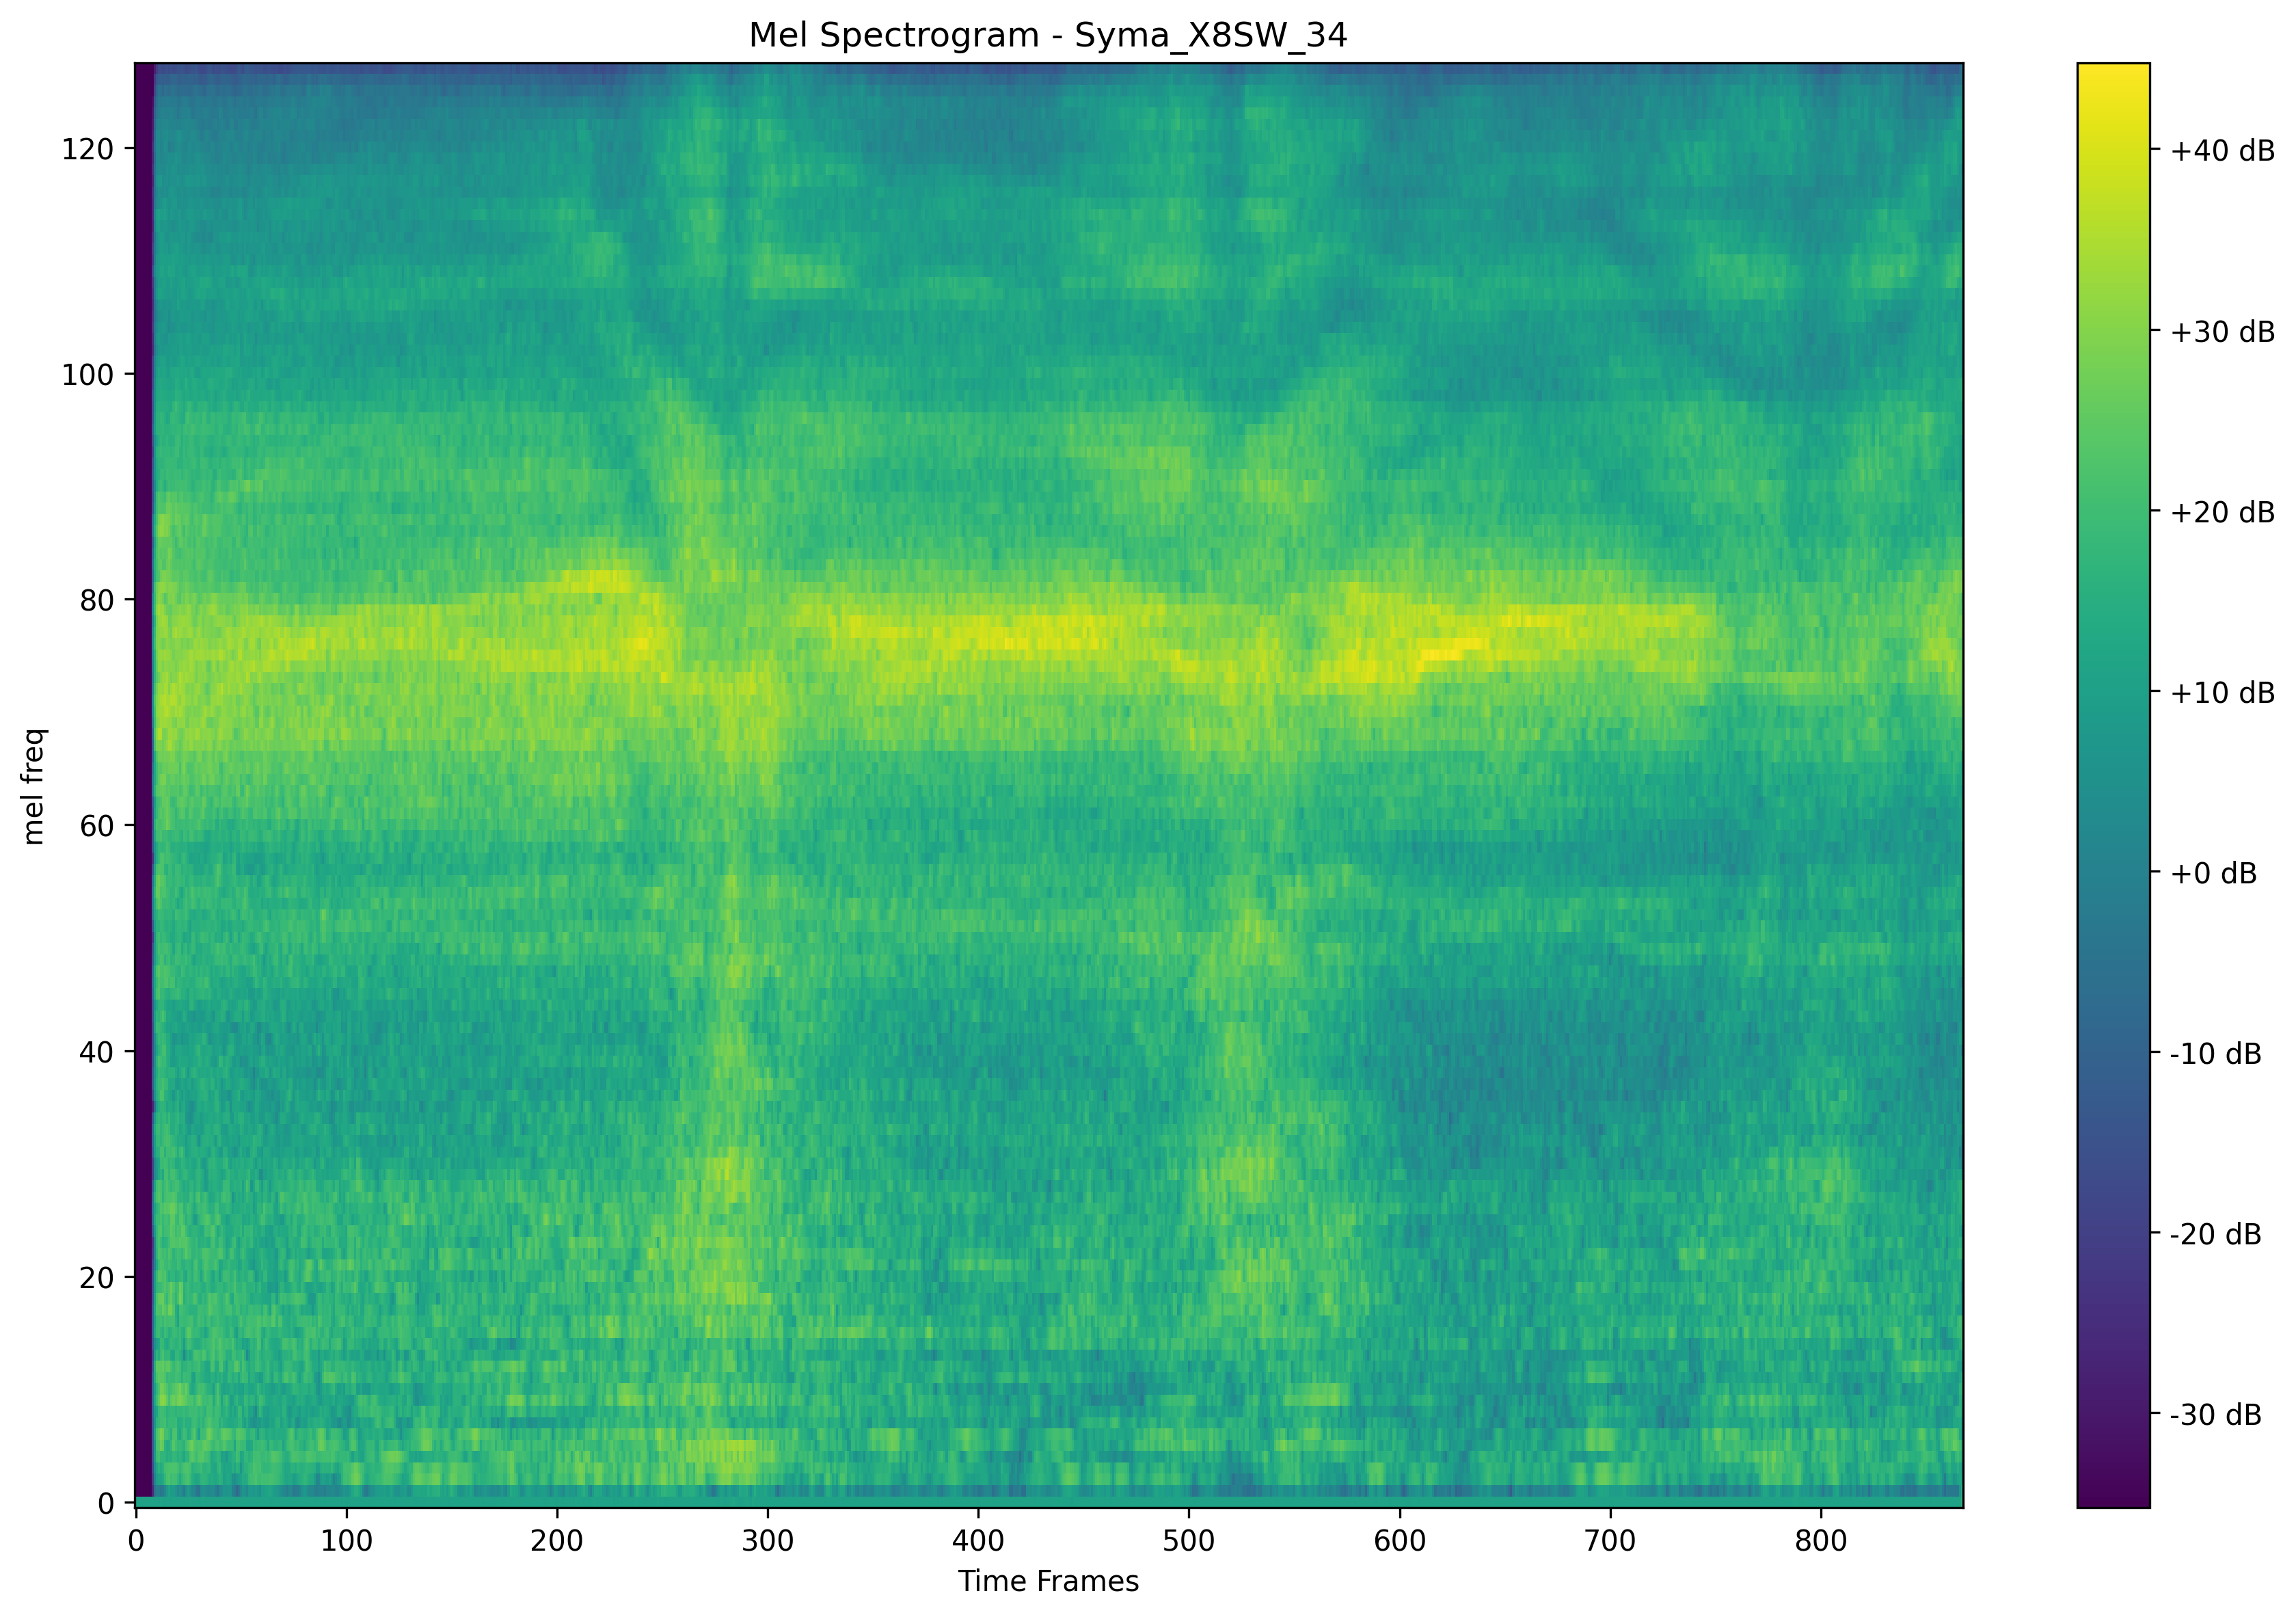 Mel Spectrogram - Syma_X8SW_34
mel freq
120
100
80
60
40
20
0
0 100 200 300 400 500 600 700 800
Time Frames
+40 dB
+30 dB
+20 dB
+10 dB
+0 dB
-10 dB
-20 dB
-30 dB